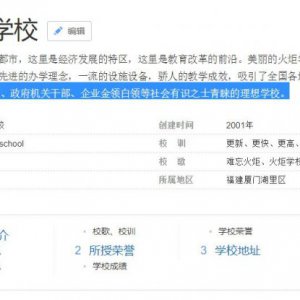 学校 编辑
都市，这里是经济发展的特区，这里是教育改革的前沿。美丽的火炬
先进的办学理念，一流的设施设备，骄人的教学成效，吸引了全国各地
、政府机关干部、企业金领白领等社会有识之士青睐的理想学校。
校 创建时间 2001年
school 校 训 更新、更快、更高、
校 歌 难忘火炬、火炬学校
所属地区 福建厦门湖里区
介 校歌、校训 学校荣誉
2 所授荣誉 3 学校地址
学校成绩